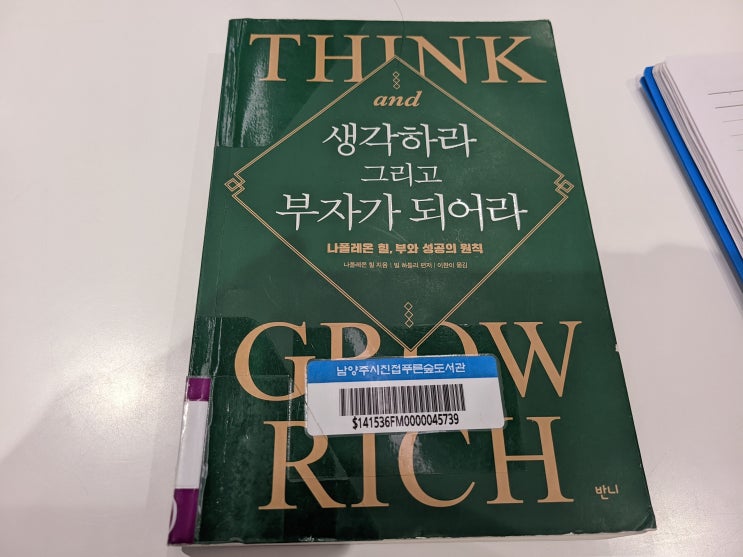 THINK
and
생각하라
그리고
부자가 되어라
나폴레온 힐, 부와 성공의 원칙
나폴레온 힐 지음 | 빌 하틀리 편저 | 이한이 옮김
GROW
남양주시진접푸른숲도서관
$141536FM0000045739
RICH
반니